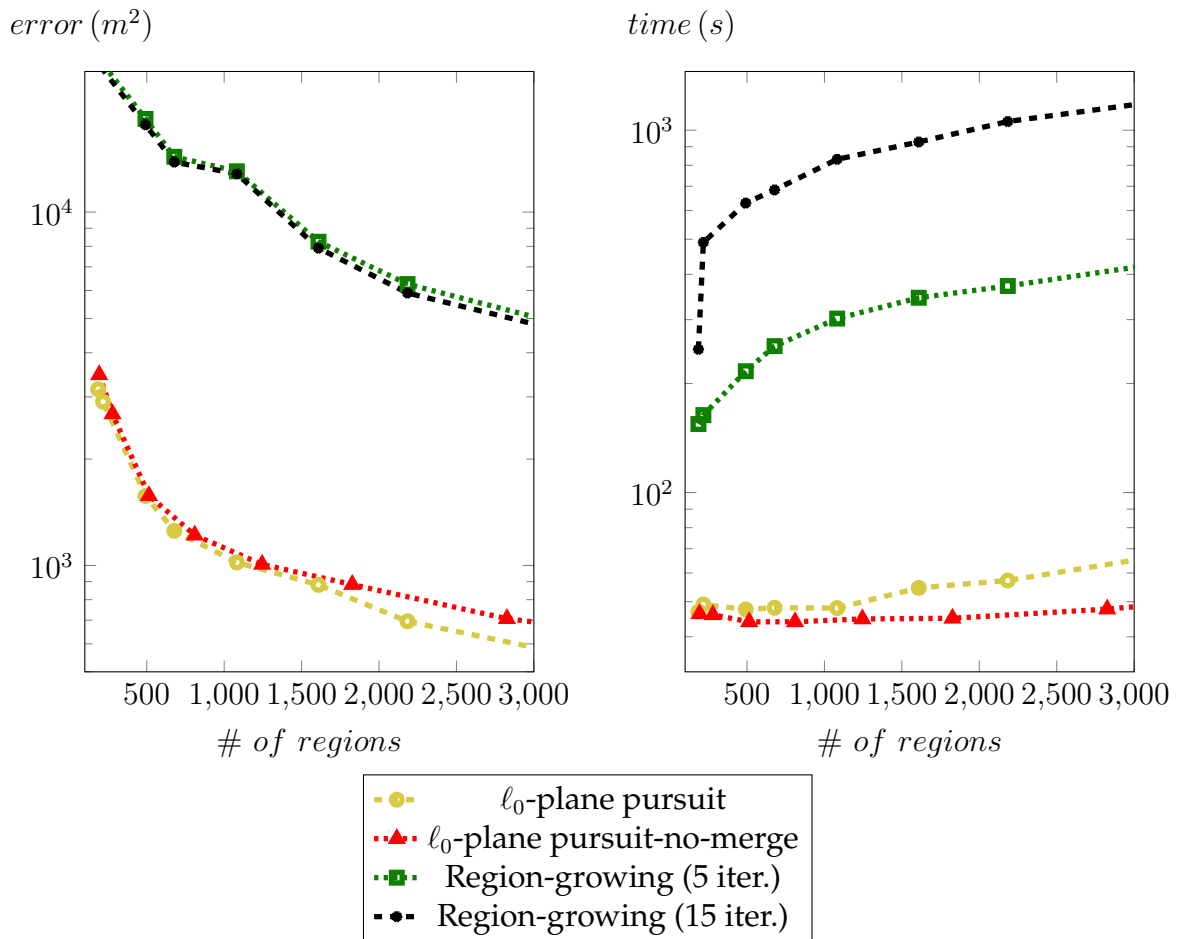 error (m²)
time (s)
10⁴
10³
500 1,000 1,500 2,000 2,500 3,000
# of regions
10³
10²
500 1,000 1,500 2,000 2,500 3,000
# of regions
ℓ₀-plane pursuit
ℓ₀-plane pursuit-no-merge
Region-growing (5 iter.)
Region-growing (15 iter.)